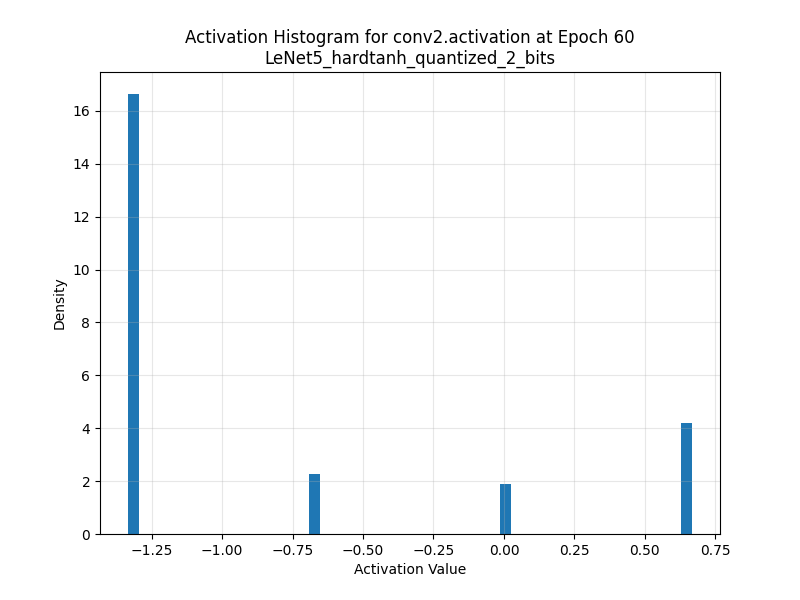 Activation Histogram for conv2.activation at Epoch 60
LeNet5_hardtanh_quantized_2_bits
16
14
12
10
8
6
4
2
0
Density
−1.25 −1.00 −0.75 −0.50 −0.25 0.00 0.25 0.50 0.75
Activation Value